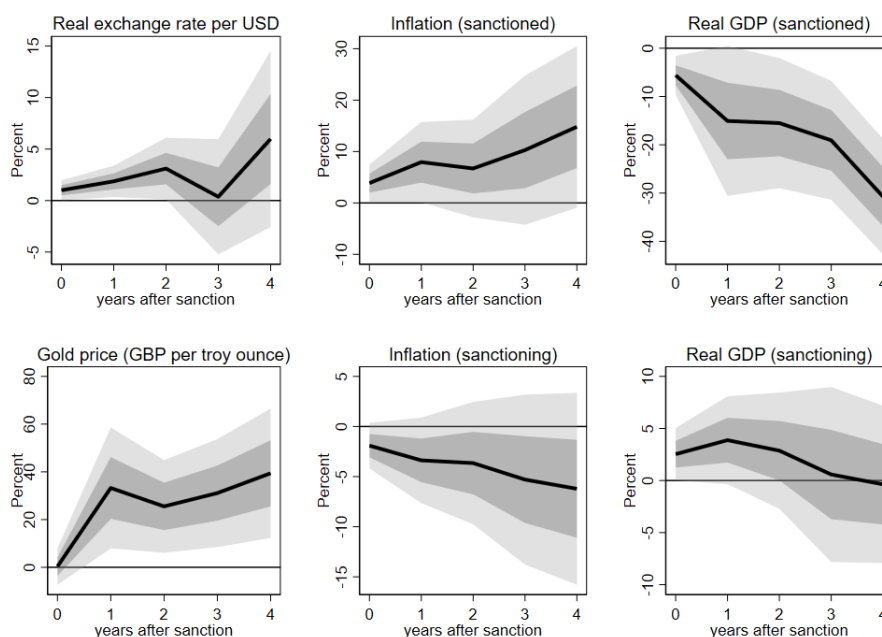 Real exchange rate per USD
Percent
15
10
5
0
-5
0 1 2 3 4
years after sanction
Inflation (sanctioned)
Percent
30
20
10
0
-10
0 1 2 3 4
years after sanction
Real GDP (sanctioned)
Percent
0
-10
-20
-30
-40
0 1 2 3 4
years after sanction
Gold price (GBP per troy ounce)
Percent
80
60
40
20
0
0 1 2 3 4
years after sanction
Inflation (sanctioning)
Percent
5
0
-5
-10
-15
0 1 2 3 4
years after sanction
Real GDP (sanctioning)
Percent
10
5
0
-5
-10
0 1 2 3 4
years after sanction